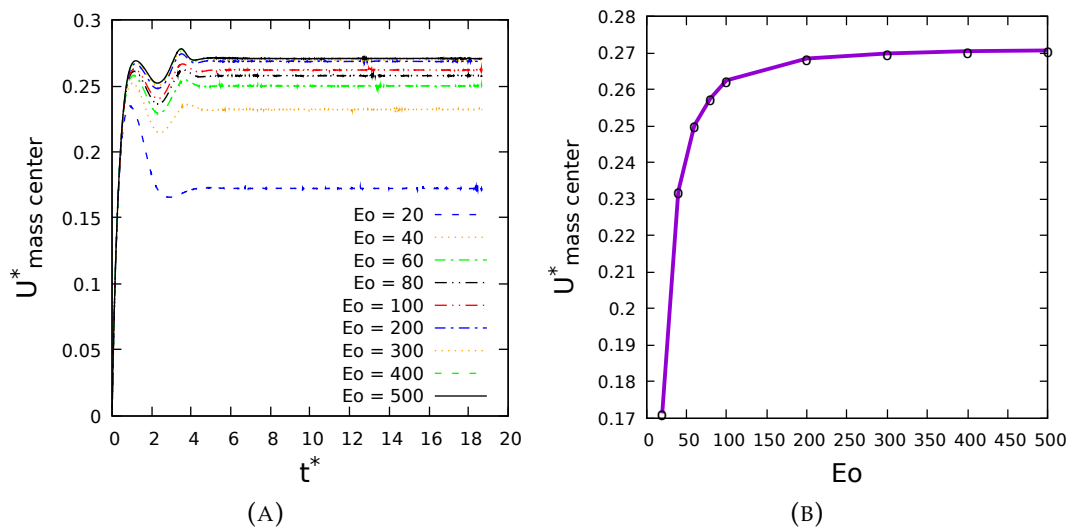 0.3
0.25
0.2
0.15
0.1
0.05
0
U*mass center
0 2 4 6 8 10 12 14 16 18 20
t*
Eo = 20
Eo = 40
Eo = 60
Eo = 80
Eo = 100
Eo = 200
Eo = 300
Eo = 400
Eo = 500
(A)
0.28
0.27
0.26
0.25
0.24
0.23
0.22
0.21
0.2
0.19
0.18
0.17
U*mass center
0 50 100 150 200 250 300 350 400 450 500
Eo
(B)